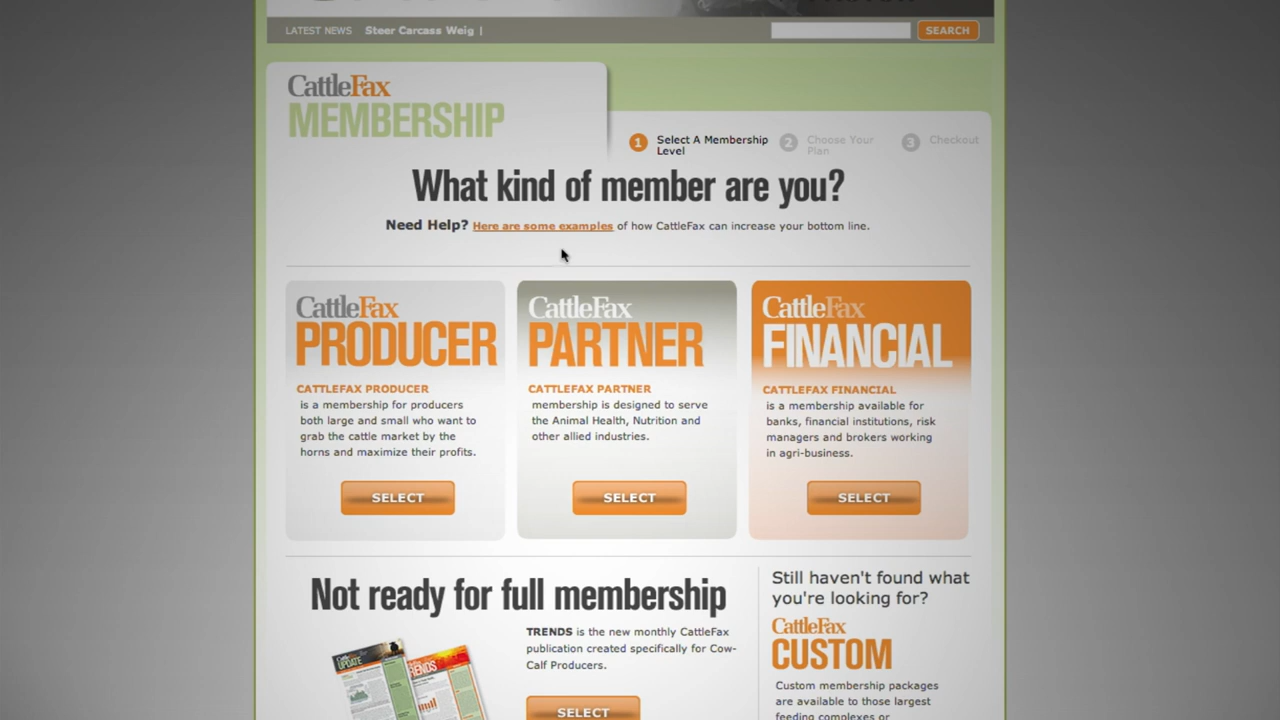 LATEST NEWS Steer Carcass Weig |
SEARCH
CattleFax
MEMBERSHIP
1 Select A Membership
Level
2 Choose Your
Plan
3 Checkout
What kind of member are you?
Need Help? Here are some examples of how CattleFax can increase your bottom line.
CattleFax
PRODUCER
CATTLEFAX PRODUCER
is a membership for producers
both large and small who want to
grab the cattle market by the
horns and maximize their profits.
SELECT
CattleFax
PARTNER
CATTLEFAX PARTNER
membership is designed to serve
the Animal Health, Nutrition and
other allied industries.
SELECT
CattleFax
FINANCIAL
CATTLEFAX FINANCIAL
is a membership available for
banks, financial institutions, risk
managers and brokers working
in agri-business.
SELECT
Not ready for full membership
UPDATE
TRENDS
TRENDS is the new monthly CattleFax
publication created specifically for Cow-
Calf Producers.
SELECT
Still haven't found what
you're looking for?
CattleFax
CUSTOM
Custom membership packages
are available to those largest
feeding complexes or